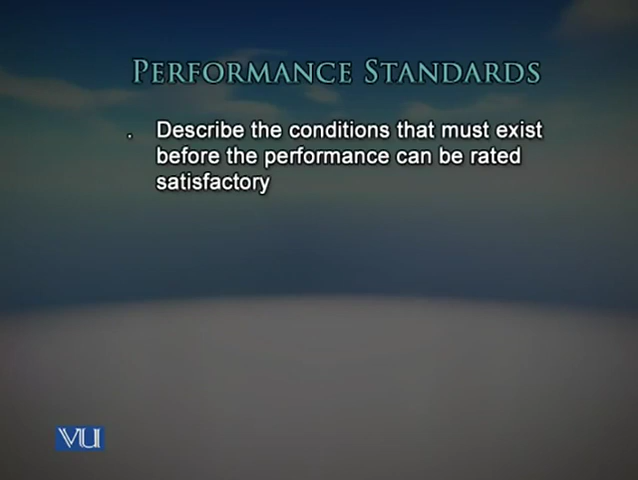 PERFORMANCE STANDARDS
. Describe the conditions that must exist
before the performance can be rated
satisfactory
VU